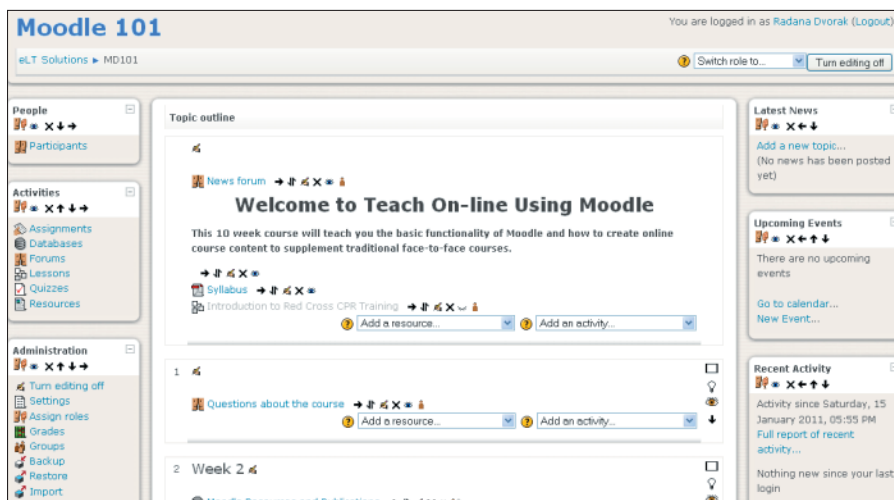 Moodle 101
You are logged in as Radana Dvorak (Logout)
eLT Solutions ► MD101
Switch role to...
Turn editing off
People
Participants
Activities
Assignments
Databases
Forums
Lessons
Quizzes
Resources
Administration
Turn editing off
Settings
Assign roles
Grades
Groups
Backup
Restore
Import
Topic outline
News forum
Welcome to Teach On-line Using Moodle
This 10 week course will teach you the basic functionality of Moodle and how to create online
course content to supplement traditional face-to-face courses.
Syllabus
Introduction to Red Cross CPR Training
Add a resource... Add an activity...
1
Questions about the course
Add a resource... Add an activity...
2 Week 2
Latest News
Add a new topic...
(No news has been posted
yet)
Upcoming Events
There are no upcoming
events
Go to calendar...
New Event...
Recent Activity
Activity since Saturday, 15
January 2011, 05:55 PM
Full report of recent
activity...
Nothing new since your last
login